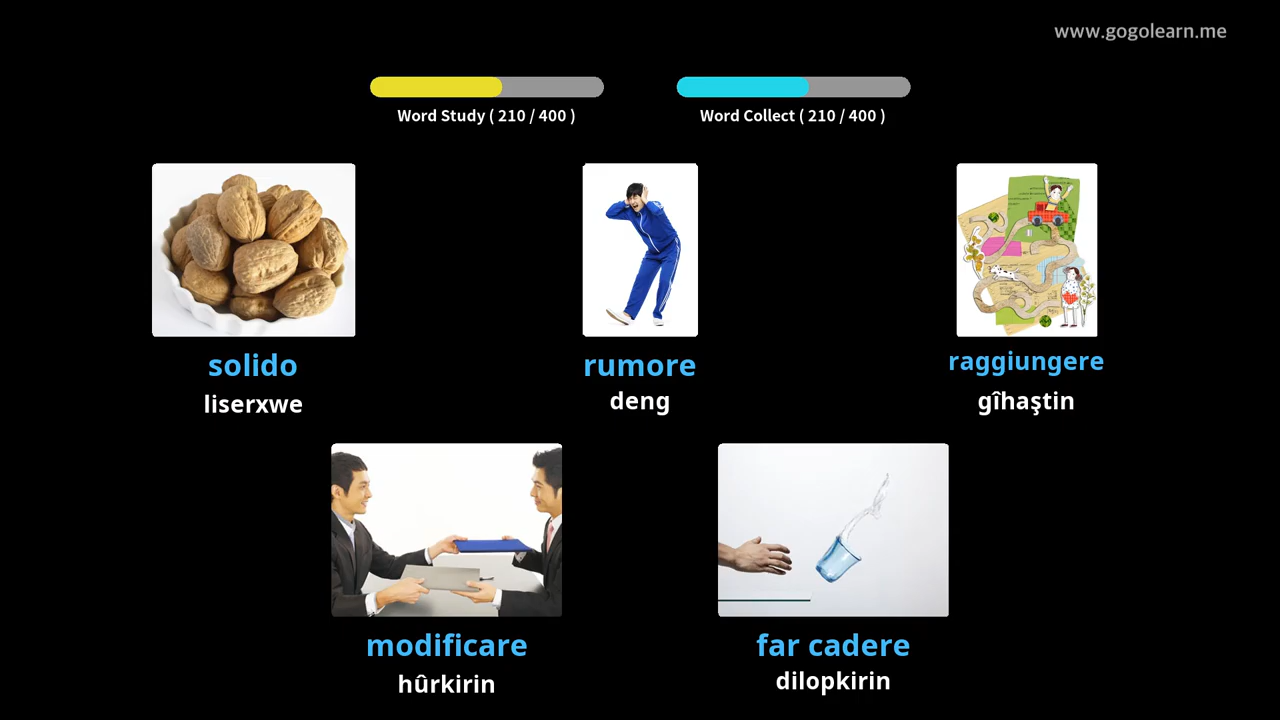 www.gogolearn.me
Word Study ( 210 / 400 )
Word Collect ( 210 / 400 )
solido
liserxwe
rumore
deng
raggiungere
gîhaştin
modificare
hûrkirin
far cadere
dilopkirin